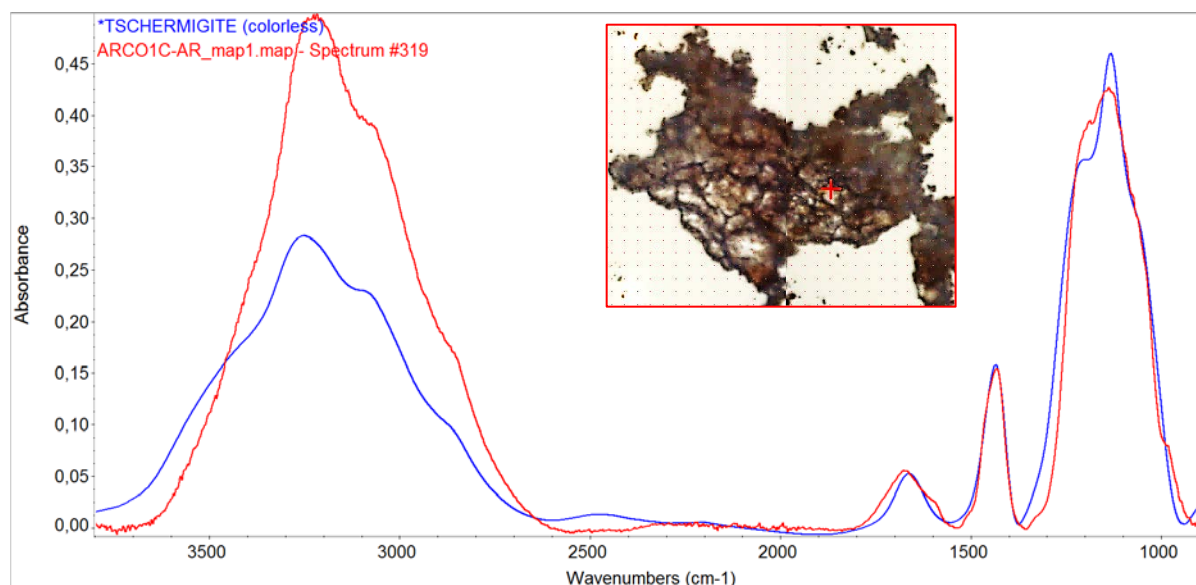 *TSCHERMIGITE (colorless)
ARCO1C-AR_map1.map - Spectrum #319
0,45
0,40
0,35
0,30
0,25
0,20
0,15
0,10
0,05
0,00
Absorbance
3500 3000 2500 2000 1500 1000
Wavenumbers (cm-1)